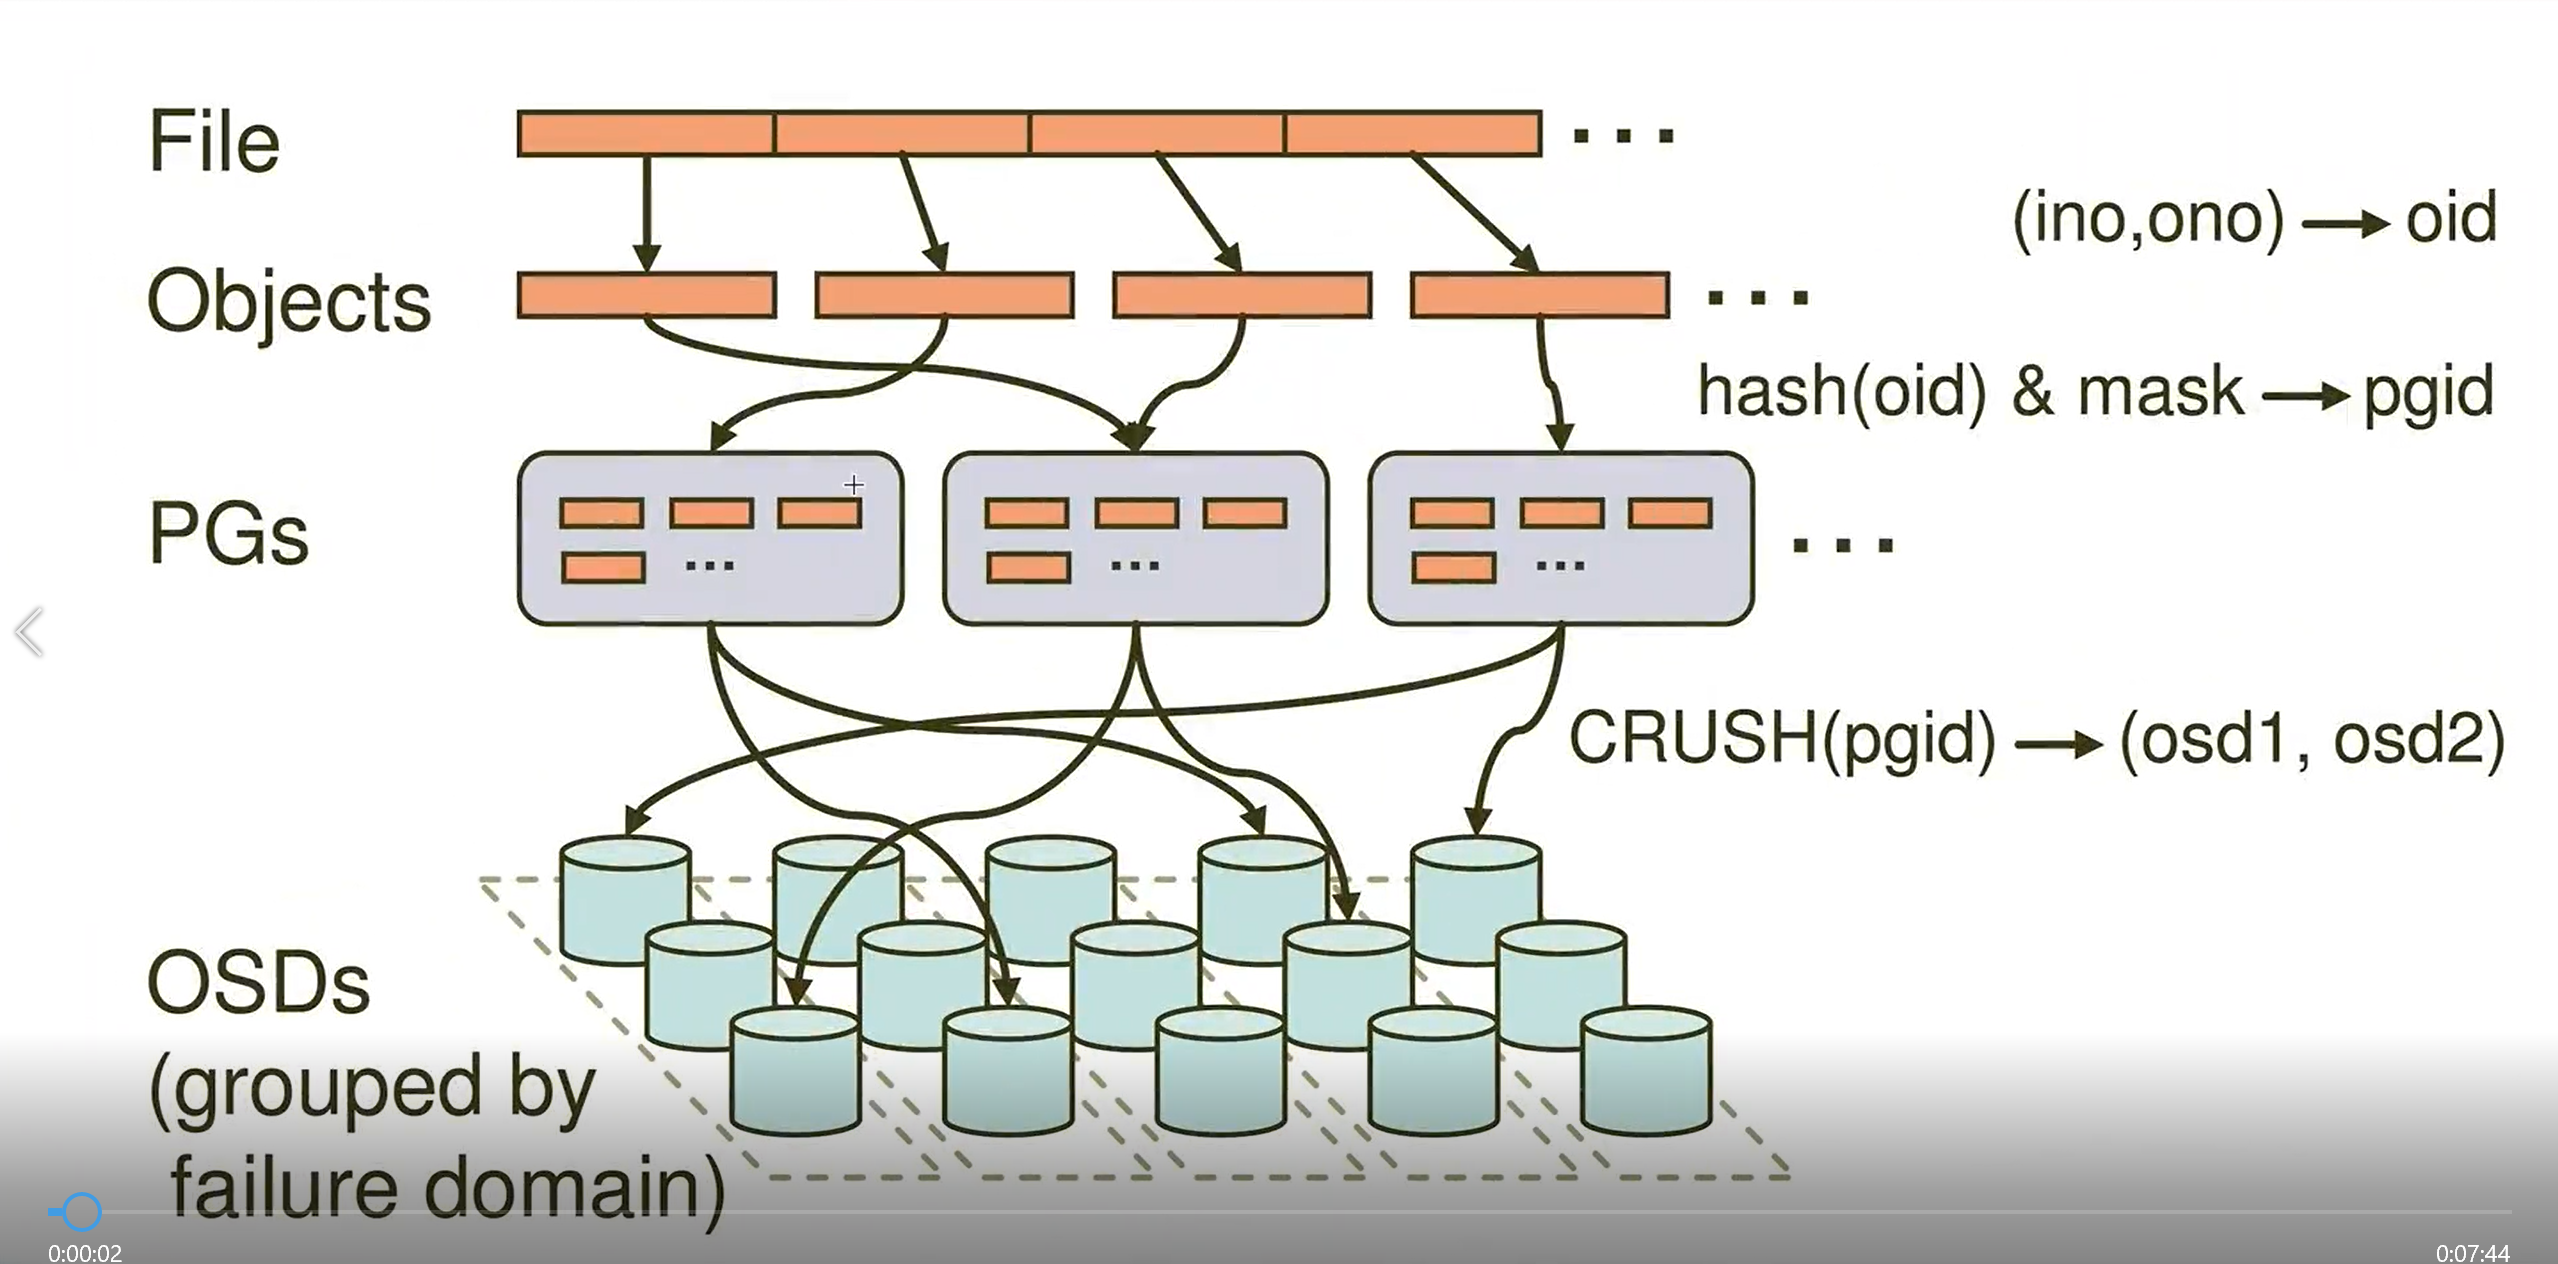 File
(ino,ono) → oid
Objects
hash(oid) & mask → pgid
PGs
CRUSH(pgid) → (osd1, osd2)
OSDs
(grouped by
failure domain)
0:00:02
0:07:44